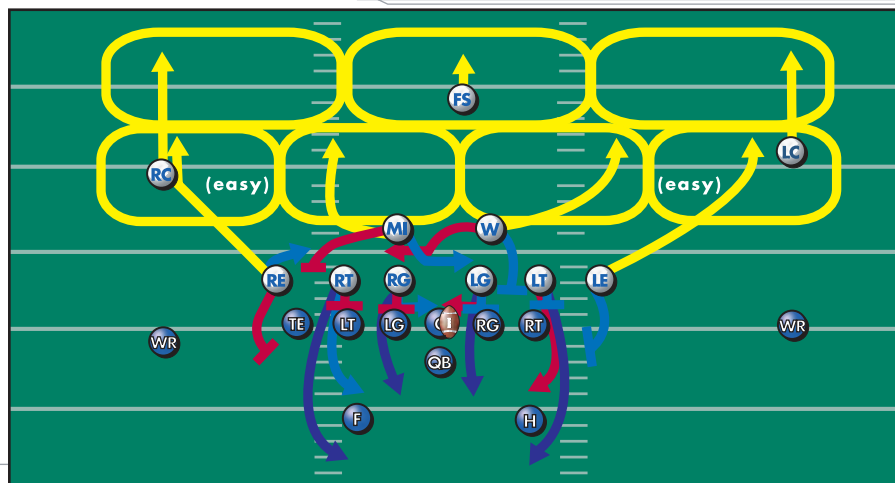 FS
RC
LC
(easy)
(easy)
MI
W
RE
RT
RG
LG
LT
LE
TE
LT
LG
RG
RT
WR
WR
QB
F
H